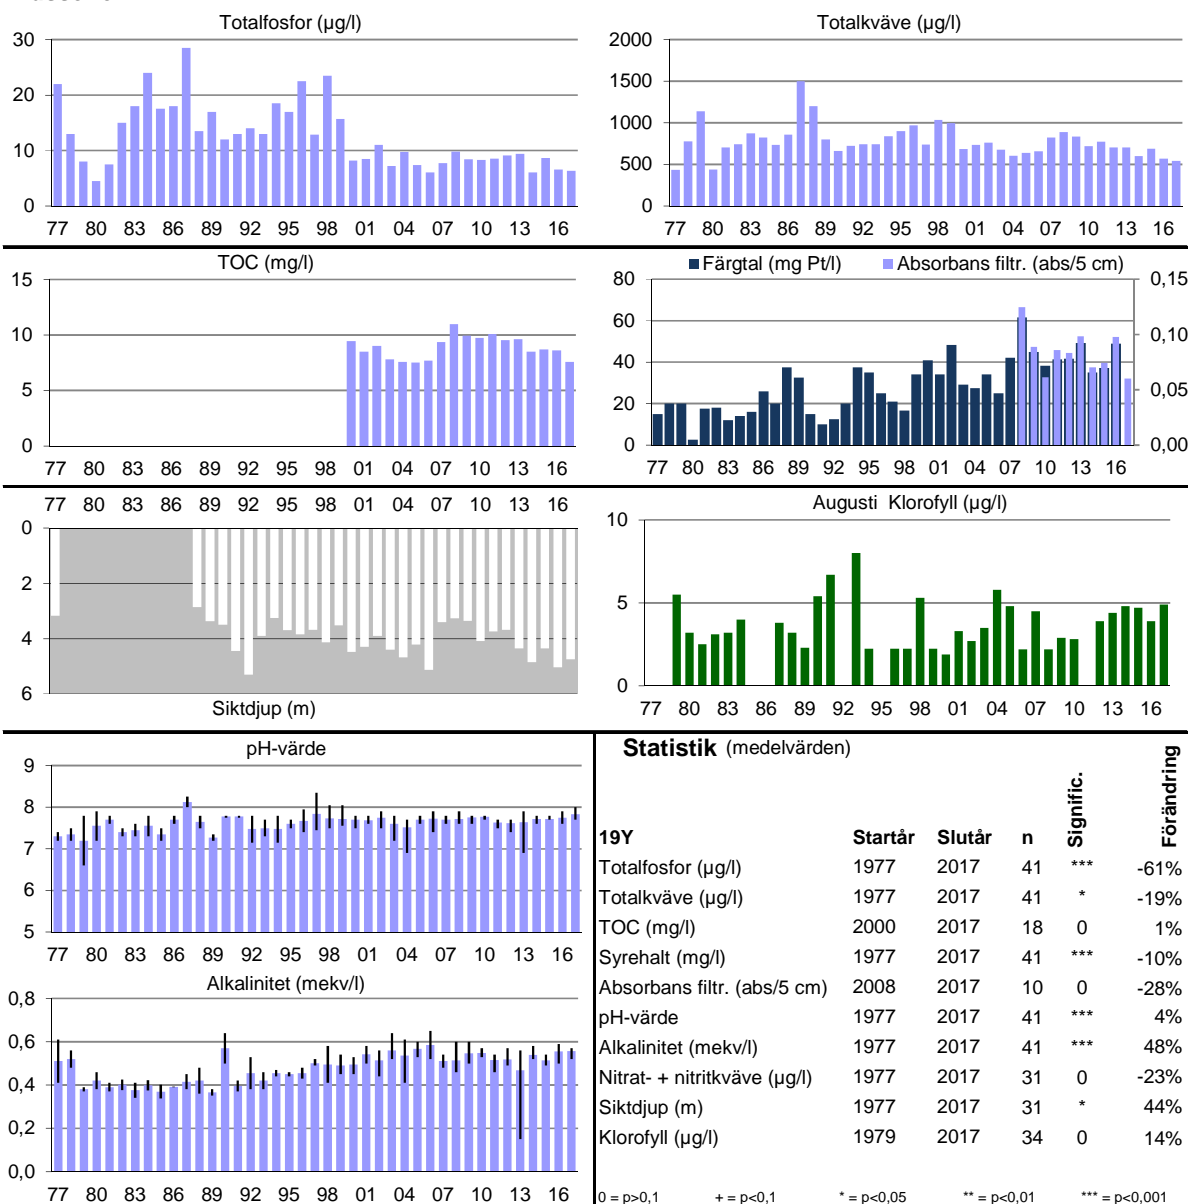 Totalfosfor (µg/l)
30
20
10
0
77 80 83 86 89 92 95 98 01 04 07 10 13 16
Totalkväve (µg/l)
2000
1500
1000
500
0
77 80 83 86 89 92 95 98 01 04 07 10 13 16
TOC (mg/l)
15
10
5
0
77 80 83 86 89 92 95 98 01 04 07 10 13 16
Färgtal (mg Pt/l) Absorbans filtr. (abs/5 cm)
80 0,15
60
0,10
40
0,05
20
0 0,00
77 80 83 86 89 92 95 98 01 04 07 10 13 16
77 80 83 86 89 92 95 98 01 04 07 10 13 16
0
2
4
6
Siktdjup (m)
Augusti Klorofyll (µg/l)
10
5
0
77 80 83 86 89 92 95 98 01 04 07 10 13 16
pH-värde
9
8
7
6
5
77 80 83 86 89 92 95 98 01 04 07 10 13 16
Alkalinitet (mekv/l)
0,8
0,6
0,4
0,2
0,0
77 80 83 86 89 92 95 98 01 04 07 10 13 16
Statistik (medelvärden)
19Y Startår Slutår n Signific. Förändring
Totalfosfor (µg/l) 1977 2017 41 *** -61%
Totalkväve (µg/l) 1977 2017 41 * -19%
TOC (mg/l) 2000 2017 18 0 1%
Syrehalt (mg/l) 1977 2017 41 *** -10%
Absorbans filtr. (abs/5 cm) 2008 2017 10 0 -28%
pH-värde 1977 2017 41 *** 4%
Alkalinitet (mekv/l) 1977 2017 41 *** 48%
Nitrat- + nitritkväve (µg/l) 1977 2017 31 0 -23%
Siktdjup (m) 1977 2017 31 * 44%
Klorofyll (µg/l) 1979 2017 34 0 14%
0 = p>0,1 + = p<0,1 * = p<0,05 ** = p<0,01 *** = p<0,001